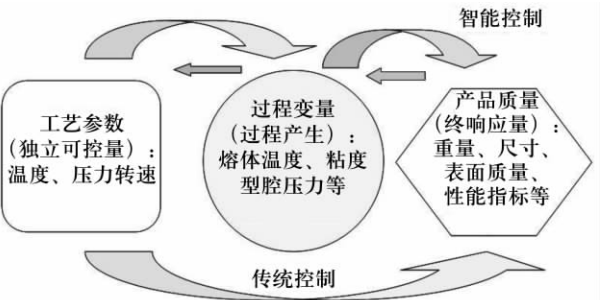 智能控制
工艺参数
（独立可控量）：
温度、压力转速
过程变量
（过程产生）：
熔体温度、粘度
型腔压力等
产品质量
（终响应量）：
重量、尺寸、
表面质量、
性能指标等
传统控制